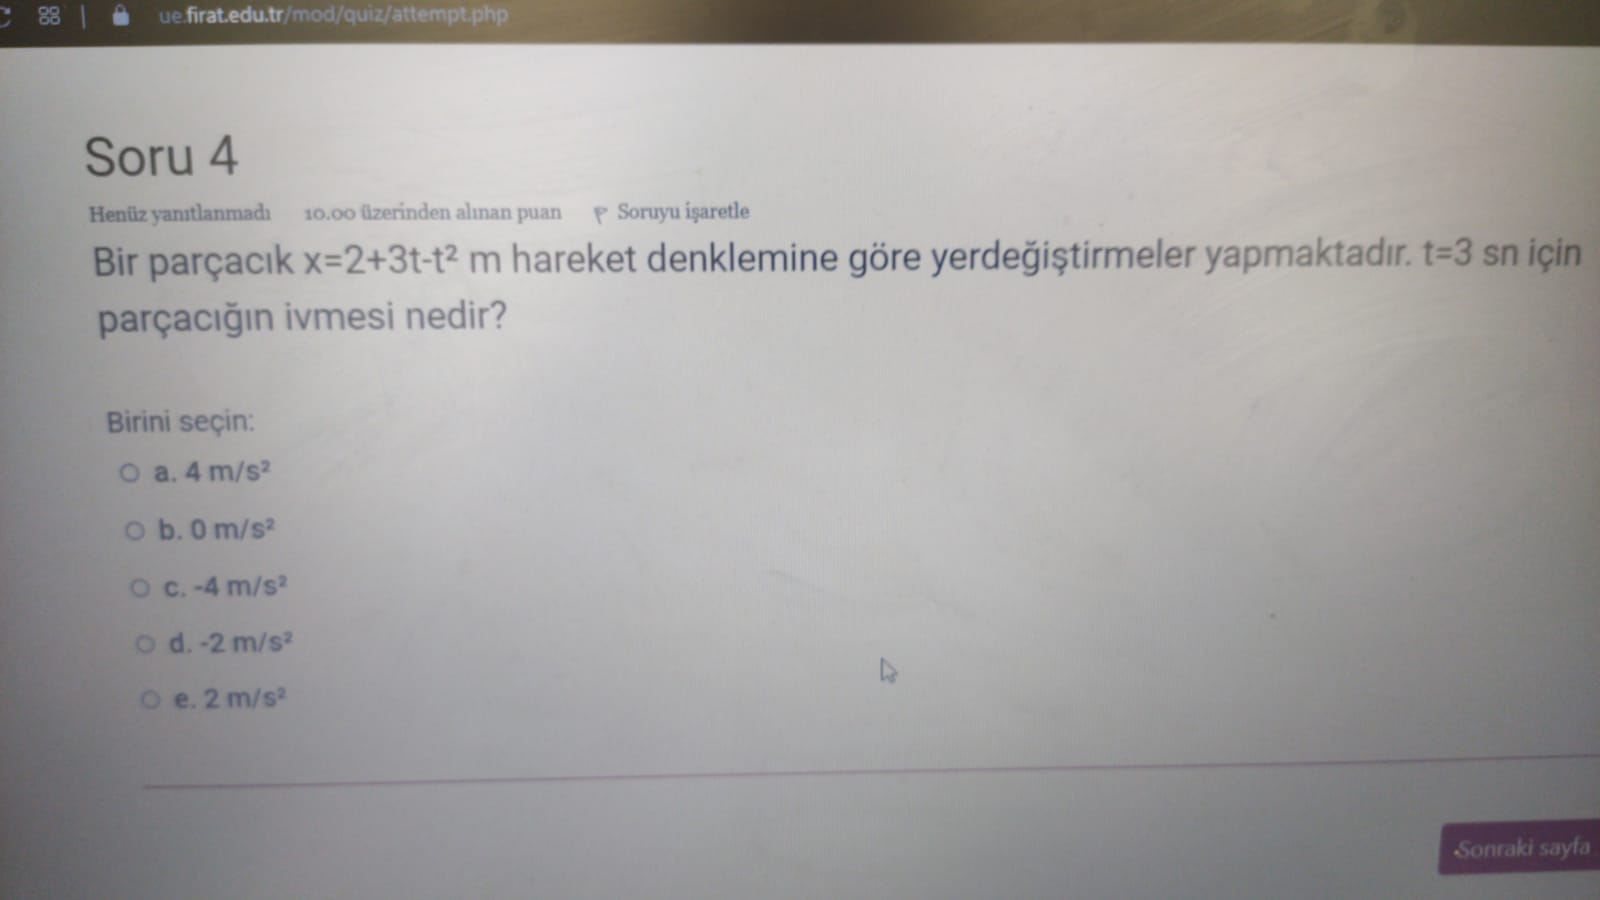 ue.firat.edu.tr/mod/quiz/attempt.php
Soru 4
Henüz yanıtlanmadı 10.00 üzerinden alınan puan Soruyu işaretle
Bir parçacık x=2+3t-t² m hareket denklemine göre yerdeğiştirmeler yapmaktadır. t=3 sn için
parçacığın ivmesi nedir?
Birini seçin:
a. 4 m/s²
b. 0 m/s²
c. -4 m/s²
d. -2 m/s²
e. 2 m/s²
Sonraki sayfa